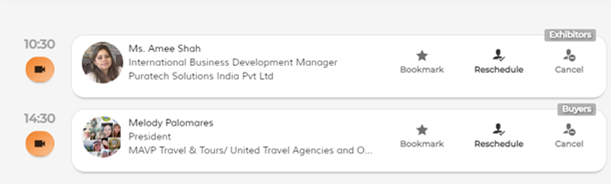 Exhibitors
10:30
Ms. Amee Shah
International Business Development Manager
Puratech Solutions India Pvt Ltd
Bookmark
Reschedule
Cancel
Buyers
14:30
Melody Palomares
President
MAVP Travel & Tours/ United Travel Agencies and O...
Bookmark
Reschedule
Cancel